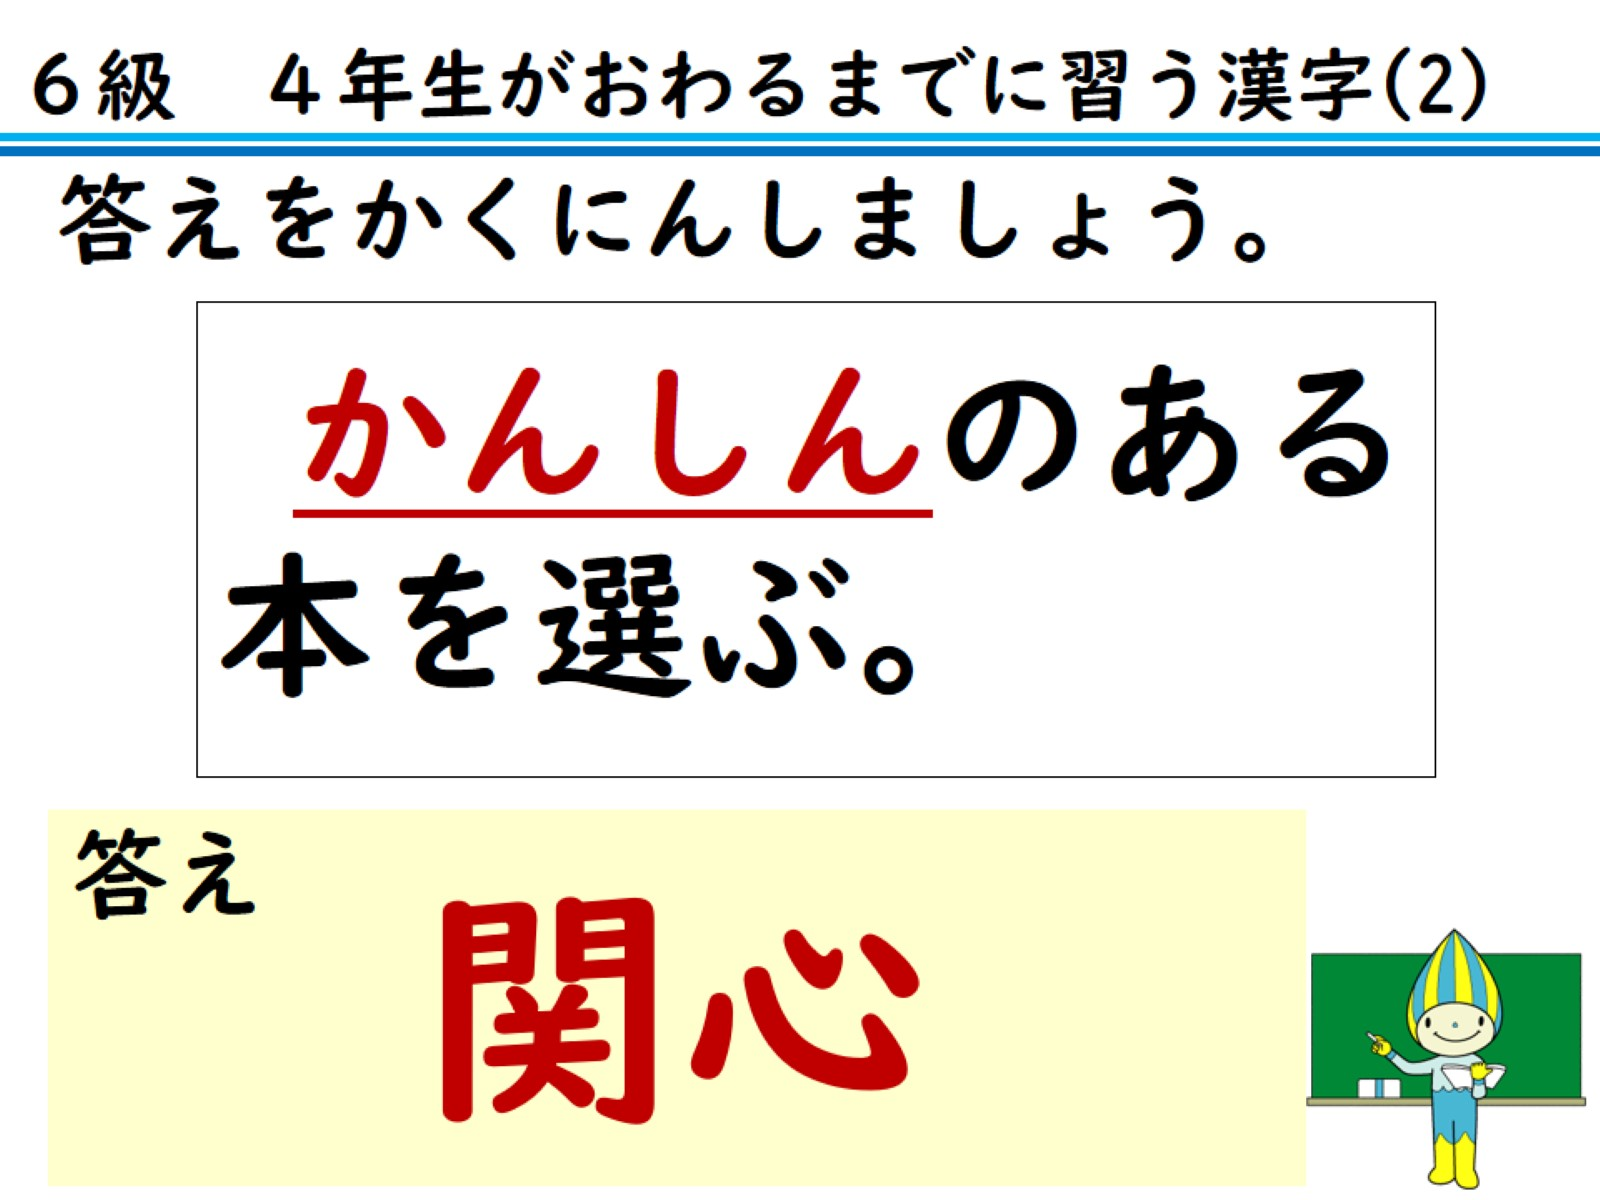 ６級　４年生がおわるまでに習う漢字(2)
答えをかくにんしましょう。
かんしんのある
本を選ぶ。
答え
関心